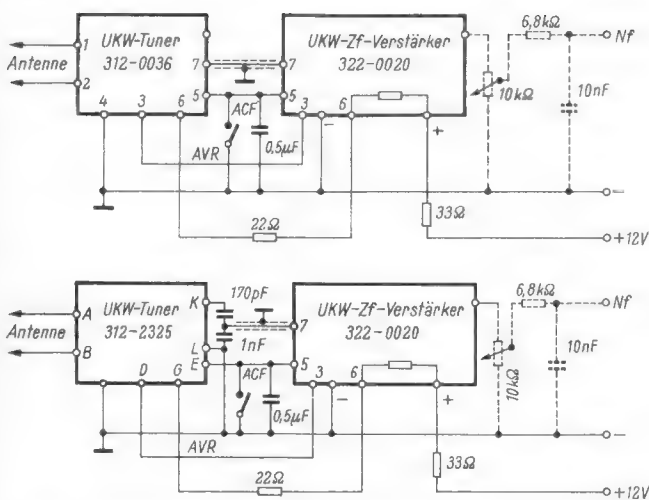 UKW-Tuner
312-0036
UKW-Zf-Verstärker
322-0020
6,8kΩ
Nf
1
Antenne
2
7
7
10kΩ
10nF
4
3
6
5
5
3
−
6
+
ACF
0,5µF
AVR
−
22Ω
33Ω
+12V
UKW-Tuner
312-2325
K
170pF
UKW-Zf-Verstärker
322-0020
6,8kΩ
Nf
A
Antenne
B
7
1nF
L
E
5
10kΩ
10nF
D
G
3
−
6
+
ACF
0,5µF
AVR
−
22Ω
33Ω
+12V